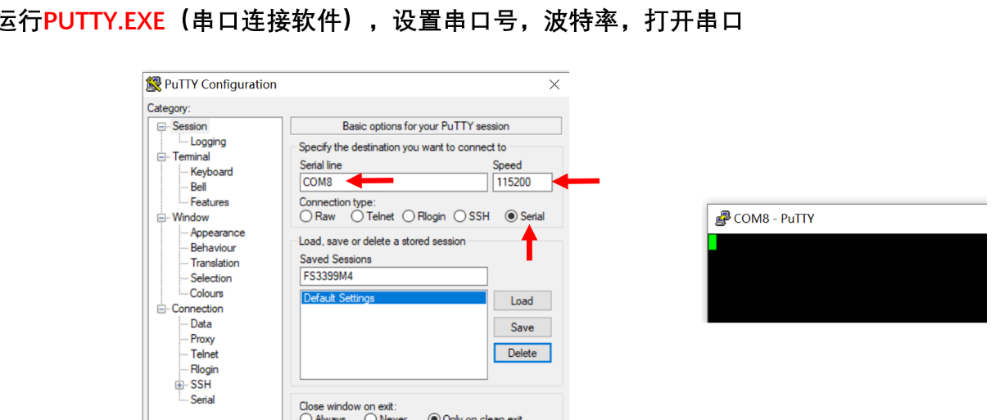 运行PUTTY.EXE（串口连接软件），设置串口号，波特率，打开串口
PuTTY Configuration
Category:
Session
Logging
Terminal
Keyboard
Bell
Features
Window
Appearance
Behaviour
Translation
Selection
Colours
Connection
Data
Proxy
Telnet
Rlogin
SSH
Serial
Basic options for your PuTTY session
Specify the destination you want to connect to
Serial line Speed
COM8 115200
Connection type:
Raw Telnet Rlogin SSH Serial
Load, save or delete a stored session
Saved Sessions
FS3399M4
Default Settings
Load
Save
Delete
Close window on exit:
Always Never Only on clean exit
COM8 - PuTTY